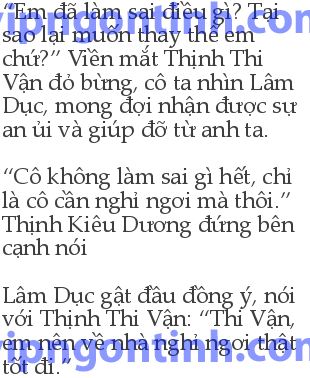 “Em đã làm sai điều gì? Tại
sao lại muốn thay thế em
chứ?” Viền mắt Thịnh Thi
Vận đỏ bừng, cô ta nhìn Lâm
Dục, mong đợi nhận được sự
an ủi và giúp đỡ từ anh ta.
“Cô không làm sai gì hết, chỉ
là cô cần nghỉ ngơi mà thôi.”
Thịnh Kiêu Dương đứng bên
cạnh nói
Lâm Dục gật đầu đồng ý, nói
với Thịnh Thi Vận: “Thi Vận,
em nên về nhà nghỉ ngơi thật
tốt đi.”
vipngontinh.com
vipngontinh.com